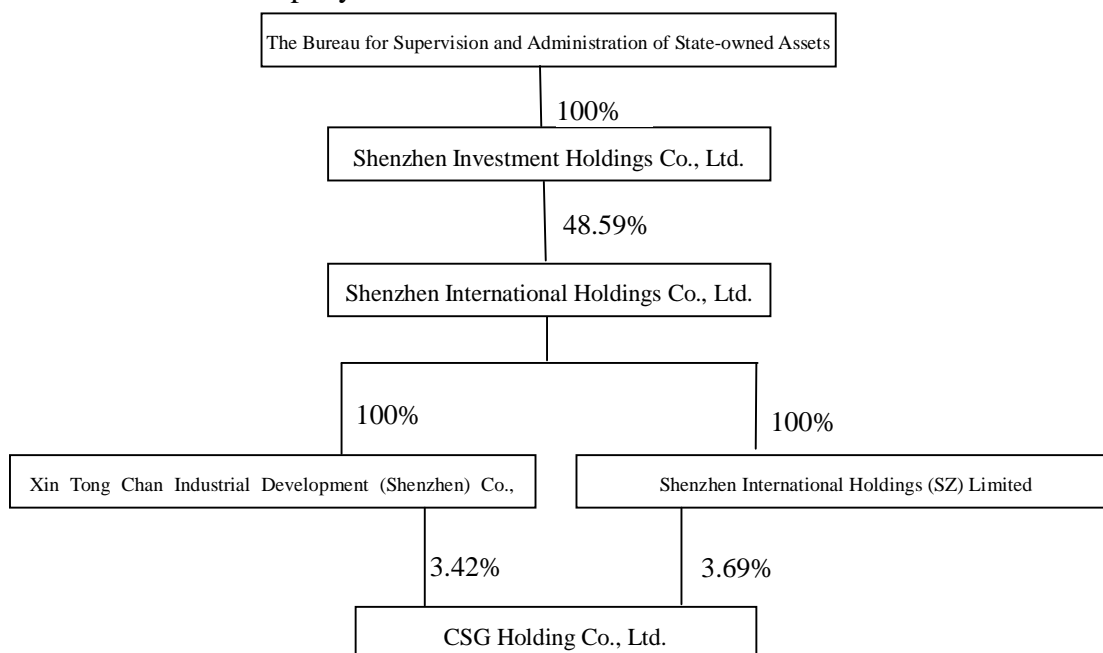 The Bureau for Supervision and Administration of State-owned Assets
100%
Shenzhen Investment Holdings Co., Ltd.
48.59%
Shenzhen International Holdings Co., Ltd.
100%
100%
Xin Tong Chan Industrial Development (Shenzhen) Co.,
Shenzhen International Holdings (SZ) Limited
3.42%
3.69%
CSG Holding Co., Ltd.